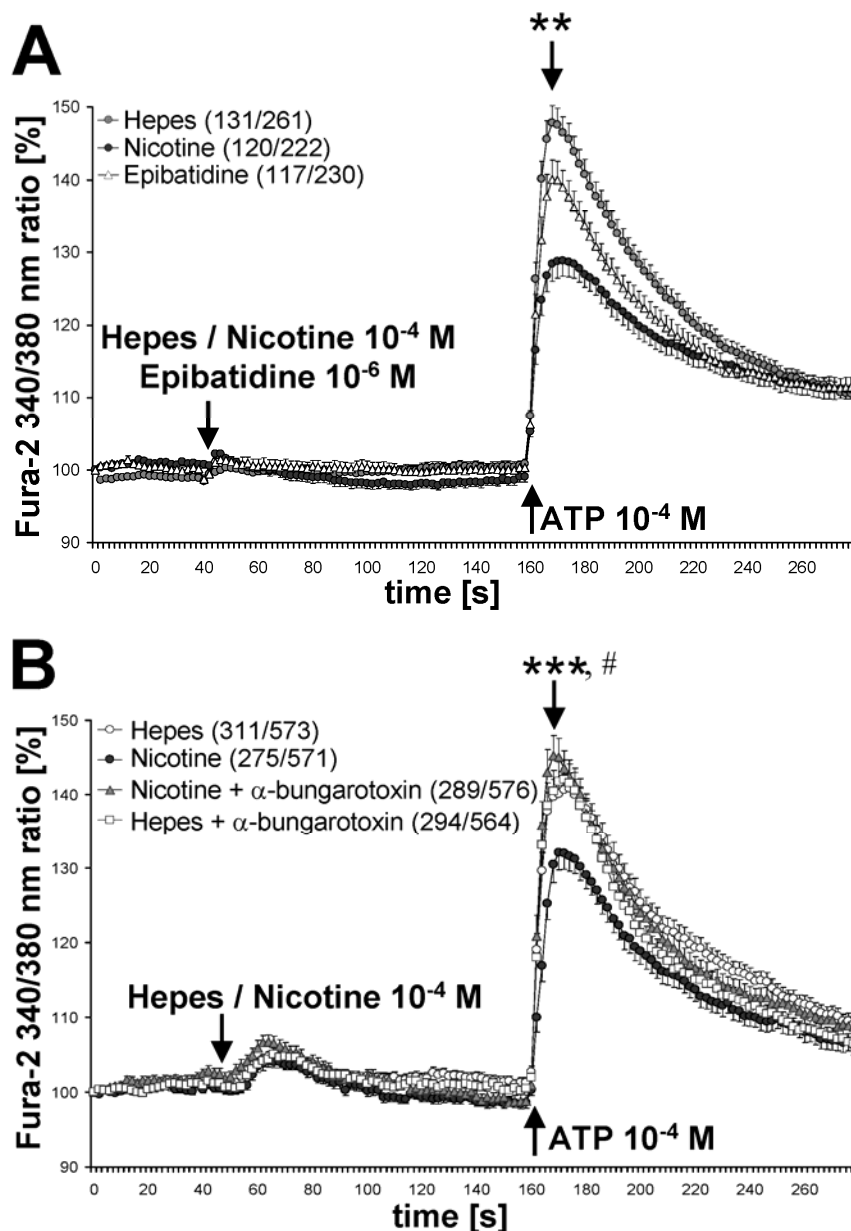 A
**
Fura-2 340/380 nm ratio [%]
150
140
130
120
110
100
90
Hepes (131/261)
Nicotine (120/222)
Epibatidine (117/230)
Hepes / Nicotine 10⁻⁴ M
Epibatidine 10⁻⁶ M
ATP 10⁻⁴ M
0 20 40 60 80 100 120 140 160 180 200 220 240 260
time [s]
B
***, #
Fura-2 340/380 nm ratio [%]
150
140
130
120
110
100
90
Hepes (311/573)
Nicotine (275/571)
Nicotine + α-bungarotoxin (289/576)
Hepes + α-bungarotoxin (294/564)
Hepes / Nicotine 10⁻⁴ M
ATP 10⁻⁴ M
0 20 40 60 80 100 120 140 160 180 200 220 240 260
time [s]